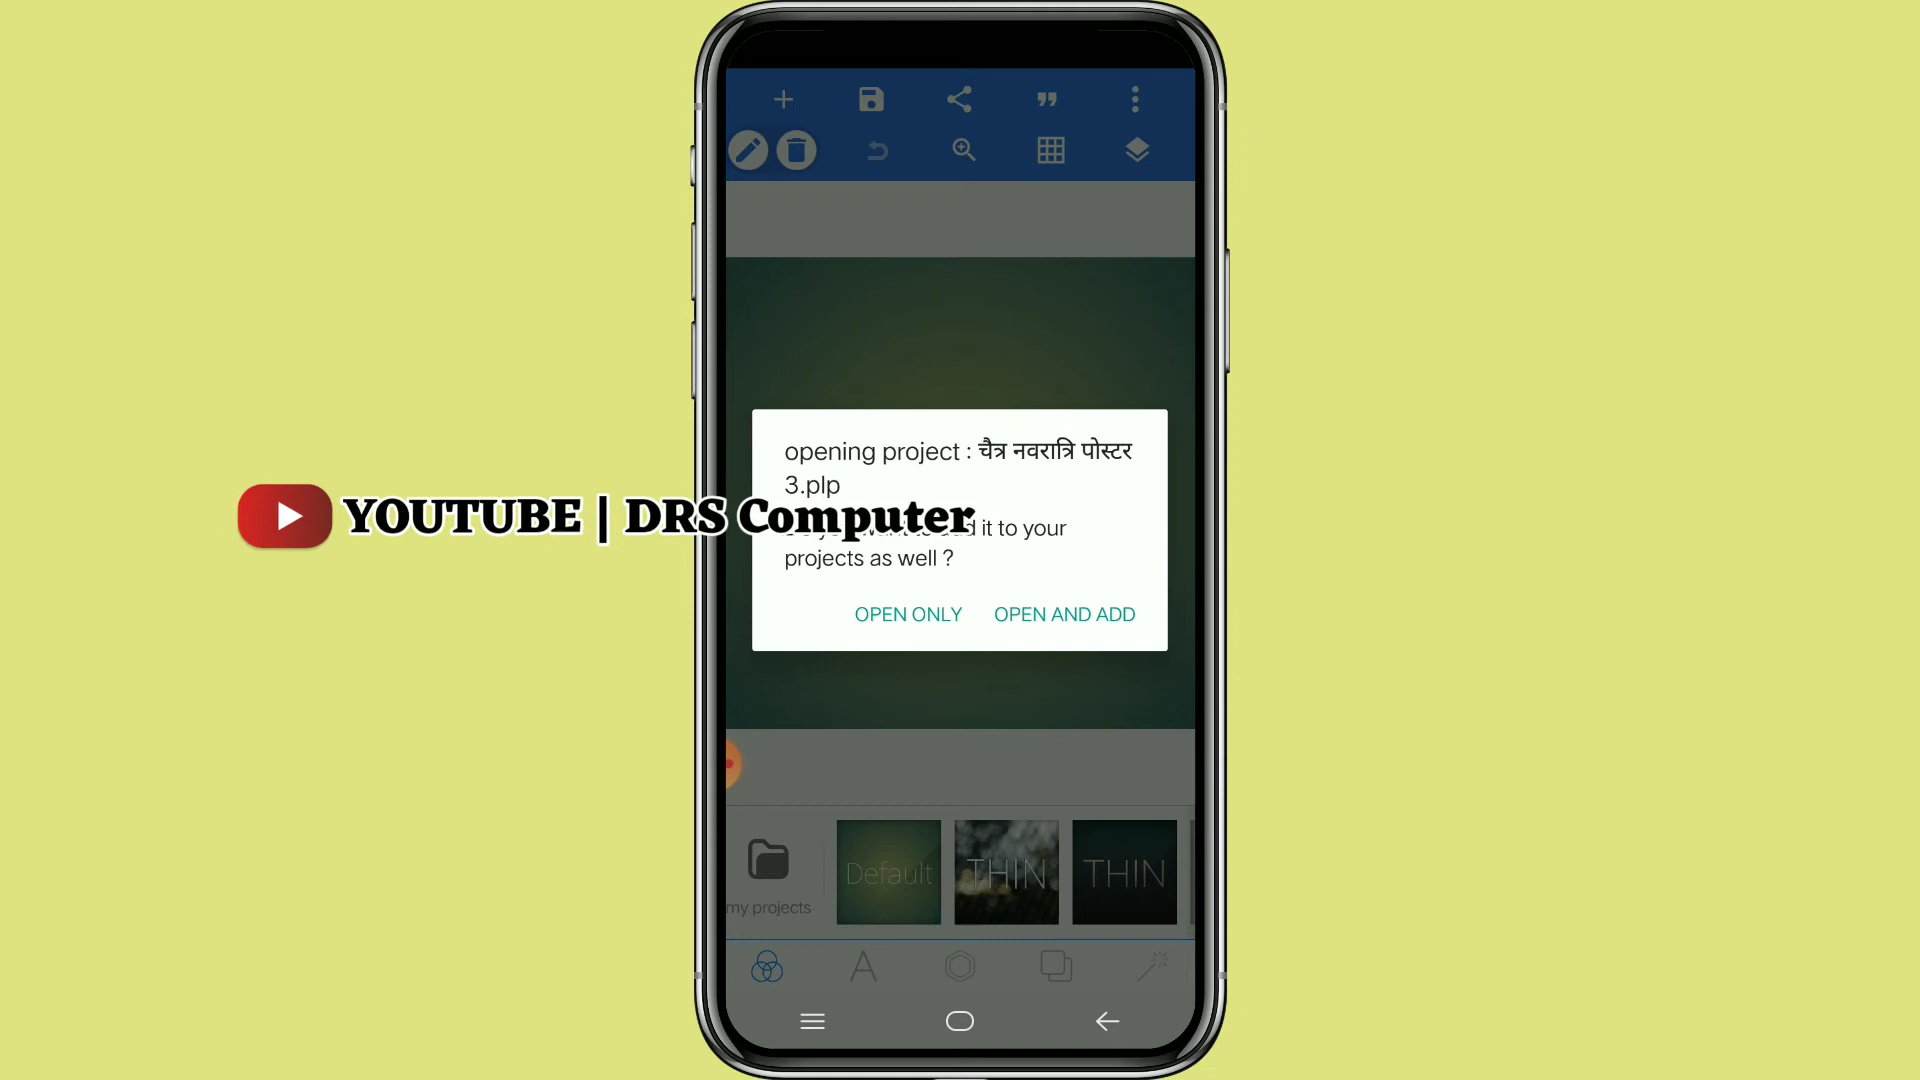 opening project : चैत्र नवरात्रि पोस्टर
3.plp
YOUTUBE | DRS Computer
it to your
projects as well ?
OPEN ONLY OPEN AND ADD
Default THIN THIN
my projects